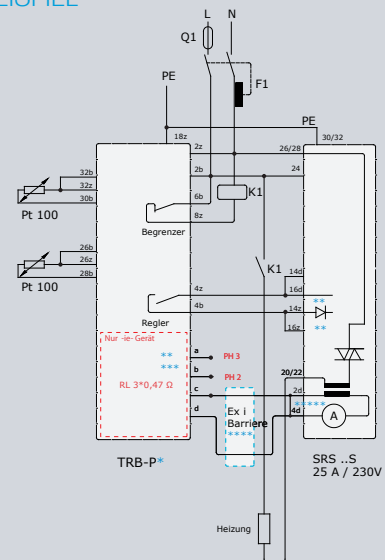 L N
Q1
F1
PE
18z
PE
30/32
2z
26/28
2b
24
32b
32z
30b
Pt 100
6b
K1
8z
Begrenzer
26b
26z
28b
Pt 100
K1
14d
4z
16d
**
4b
14z
**
16z
Regler
Nur -ie- Gerät
**
***
RL 3*0,47 Ω
a
PH 3
b
PH 2
c
d
20/22
2d
*****
4d
A
Ex i
Barriere
****
TRB-P*
SRS ..S
25 A / 230V
Heizung